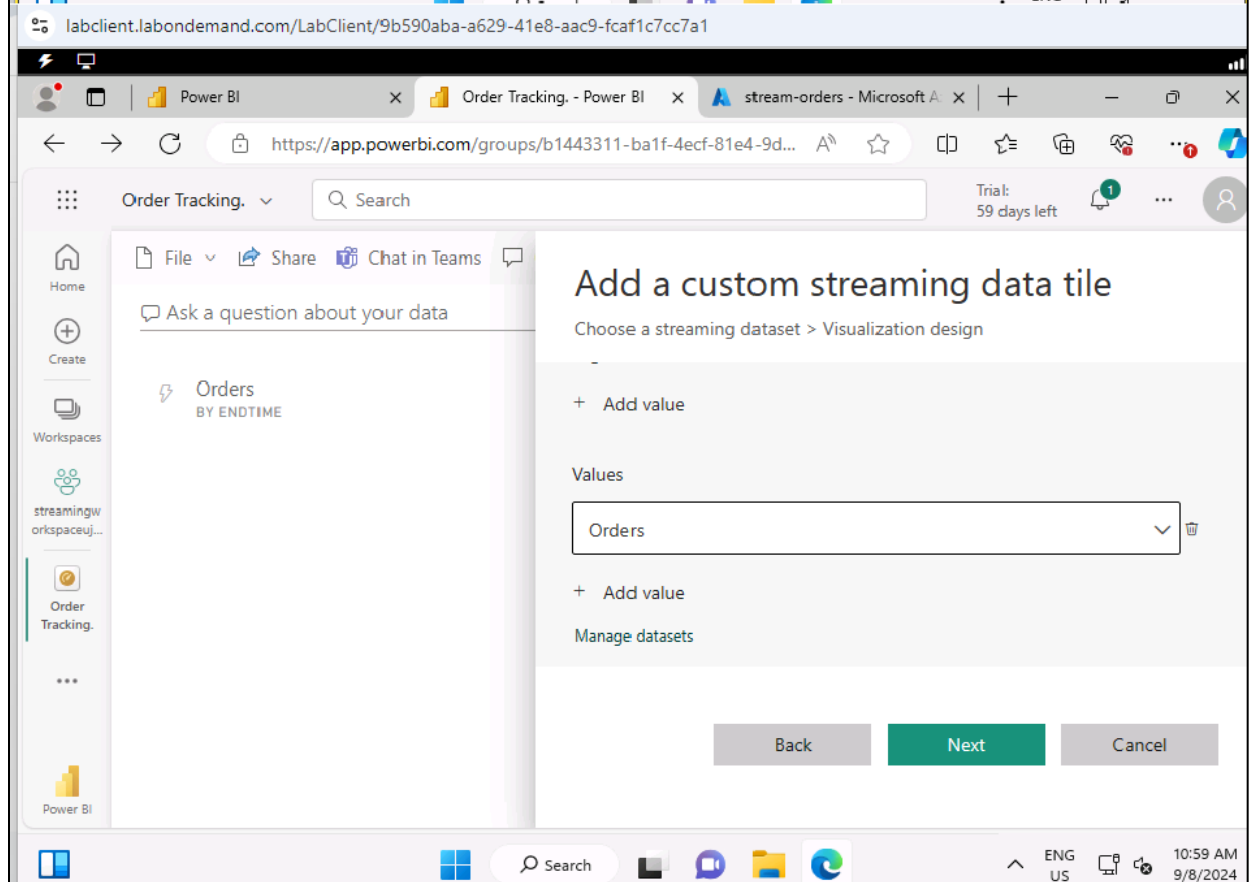 labclient.labondemand.com/LabClient/9b590aba-a629-41e8-aac9-fcaf1c7cc7a1
Power BI
Order Tracking. - Power BI
stream-orders - Microsoft A
https://app.powerbi.com/groups/b1443311-ba1f-4ecf-81e4-9d...
Order Tracking.
Search
Trial:
59 days left
1
Home
Create
Workspaces
streamingw
orkspaceuj...
Order
Tracking.
Power BI
File
Share
Chat in Teams
Ask a question about your data
Orders
BY ENDTIME
Add a custom streaming data tile
Choose a streaming dataset > Visualization design
+ Add value
Values
Orders
+ Add value
Manage datasets
Back
Next
Cancel
Search
ENG
US
10:59 AM
9/8/2024